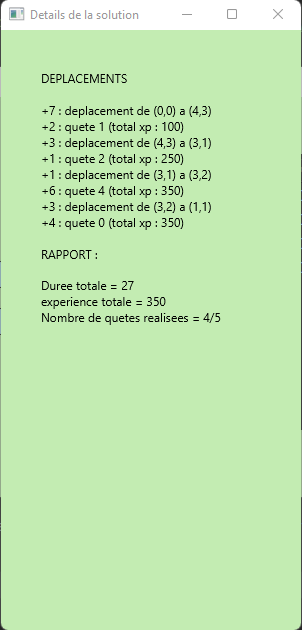 Details de la solution
DEPLACEMENTS
+7 : deplacement de (0,0) a (4,3)
+2 : quete 1 (total xp : 100)
+3 : deplacement de (4,3) a (3,1)
+1 : quete 2 (total xp : 250)
+1 : deplacement de (3,1) a (3,2)
+6 : quete 4 (total xp : 350)
+3 : deplacement de (3,2) a (1,1)
+4 : quete 0 (total xp : 350)
RAPPORT :
Duree totale = 27
experience totale = 350
Nombre de quetes realisees = 4/5